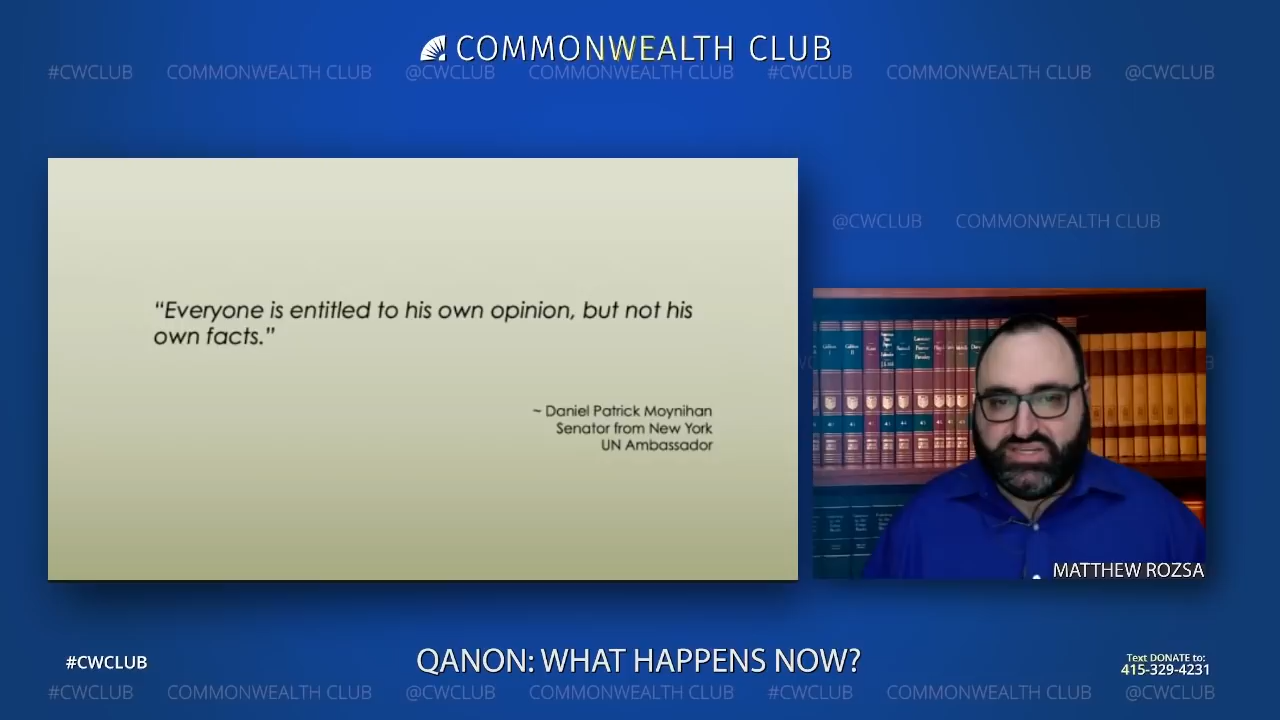 COMMONWEALTH CLUB
#CWCLUB COMMONWEALTH CLUB @CWCLUB COMMONWEALTH CLUB #CWCLUB COMMONWEALTH CLUB @CWCLUB
“Everyone is entitled to his own opinion, but not his
own facts.”
~ Daniel Patrick Moynihan
Senator from New York
UN Ambassador
@CWCLUB COMMONWEALTH CLUB
MATTHEW ROZSA
#CWCLUB
QANON: WHAT HAPPENS NOW?
Text DONATE to:
415-329-4231
#CWCLUB COMMONWEALTH CLUB @CWCLUB COMMONWEALTH CLUB #CWCLUB COMMONWEALTH CLUB @CWCLUB